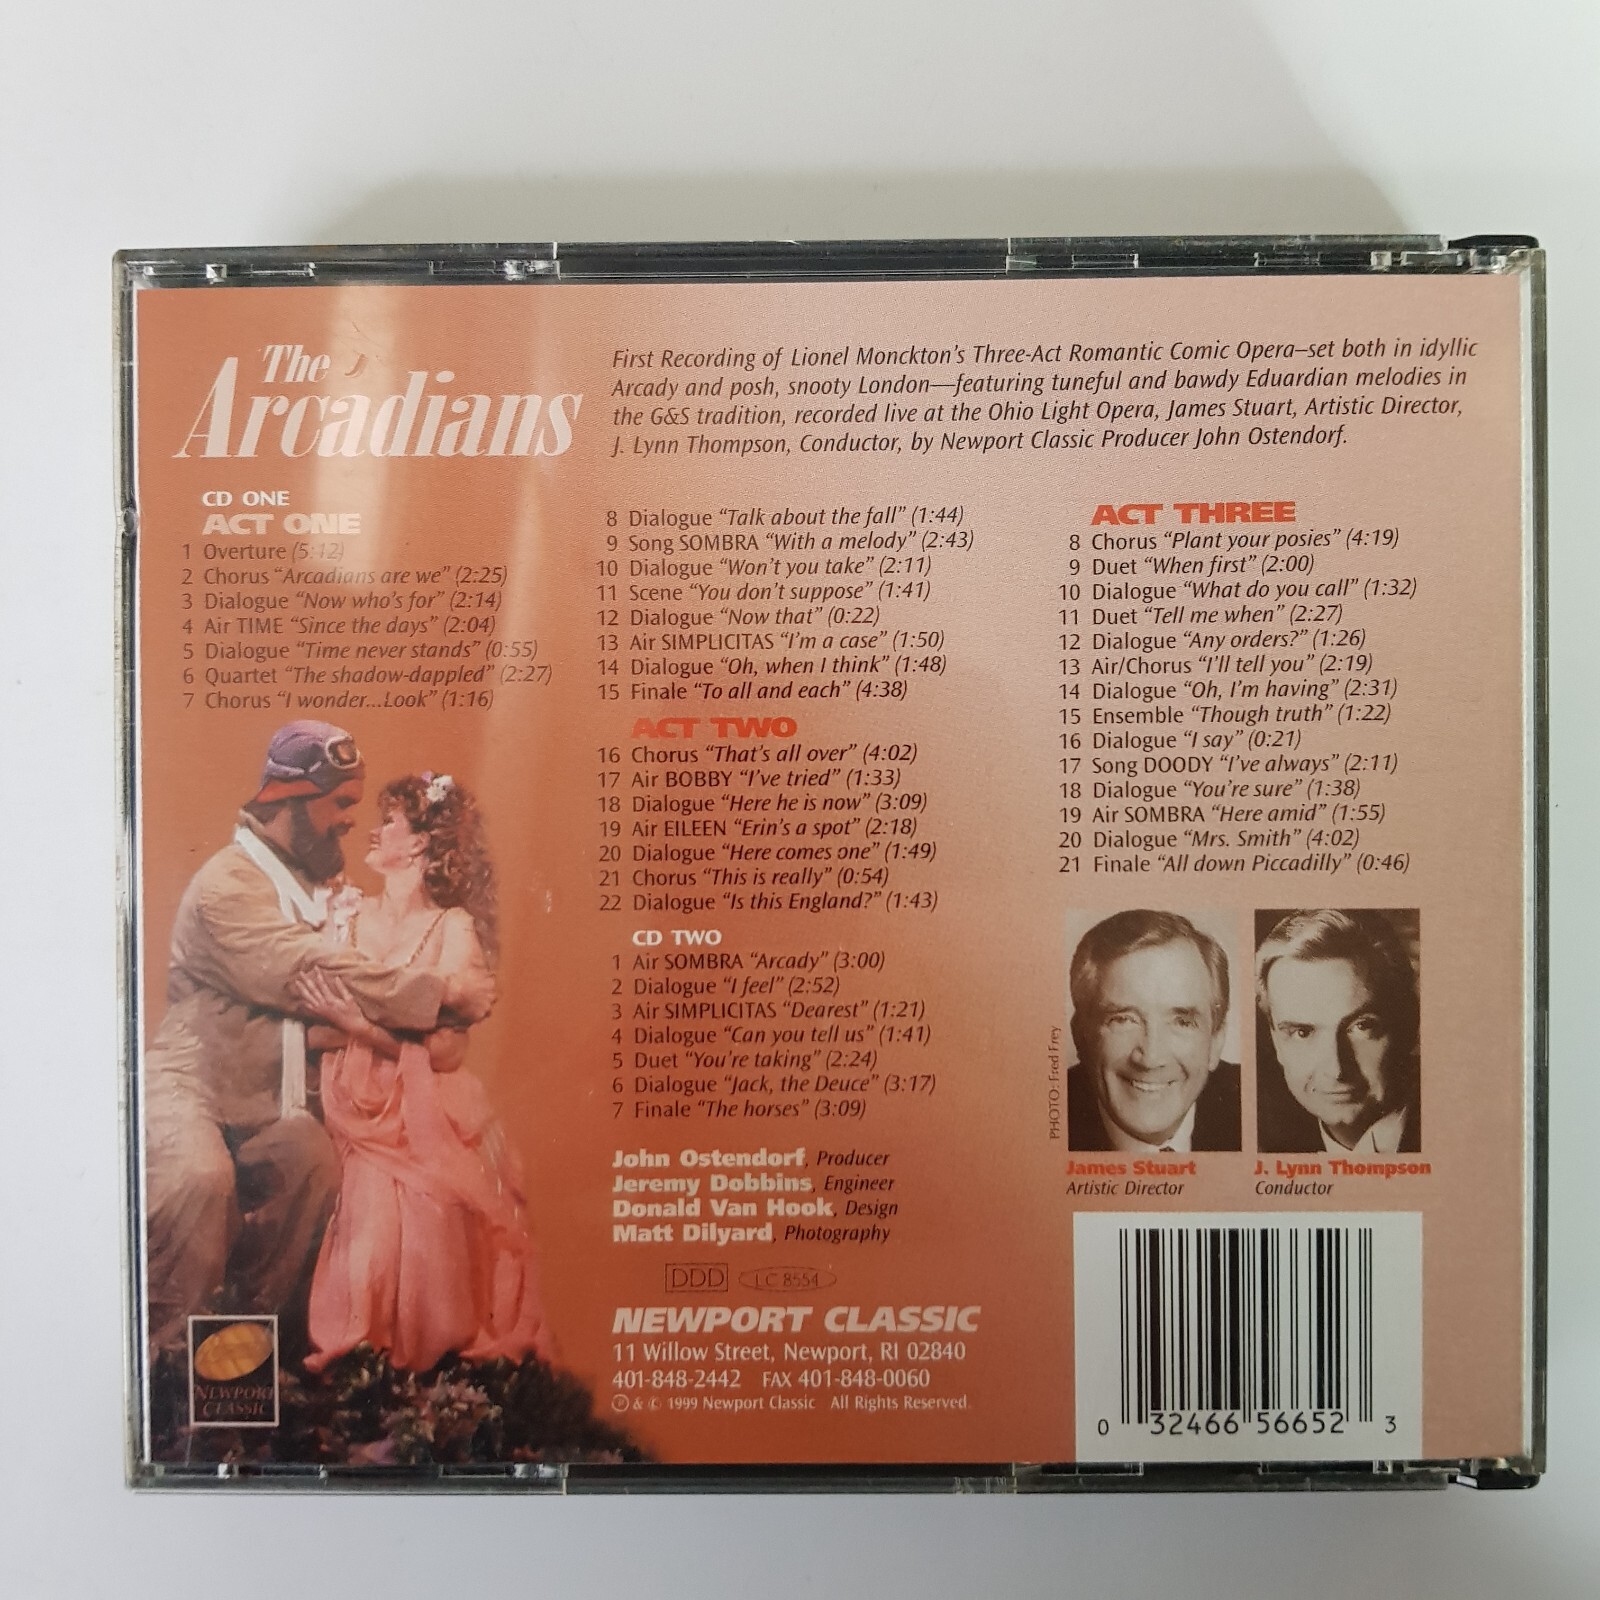 The
Arcadians
First Recording of Lionel Monckton's Three-Act Romantic Comic Opera—set both in idyllic
Arcady and posh, snooty London—featuring tuneful and bawdy Eduardian melodies in
the G&S tradition, recorded live at the Ohio Light Opera, James Stuart, Artistic Director,
J. Lynn Thompson, Conductor, by Newport Classic Producer John Ostendorf.
CD ONE
ACT ONE
1 Overture (5:12)
2 Chorus “Arcadians are we” (2:25)
3 Dialogue “Now who's for” (2:14)
4 Air TIME “Since the days” (2:04)
5 Dialogue “Time never stands” (0:55)
6 Quartet “The shadow-dappled” (2:27)
7 Chorus “I wonder...Look” (1:16)
8 Dialogue “Talk about the fall” (1:44)
9 Song SOMBRA “With a melody” (2:43)
10 Dialogue “Won't you take” (2:11)
11 Scene “You don't suppose” (1:41)
12 Dialogue “Now that” (0:22)
13 Air SIMPLICITAS “I'm a case” (1:50)
14 Dialogue “Oh, when I think” (1:48)
15 Finale “To all and each” (4:38)
ACT TWO
16 Chorus “That's all over” (4:02)
17 Air BOBBY “I've tried” (1:33)
18 Dialogue “Here he is now” (3:09)
19 Air EILEEN “Erin's a spot” (2:18)
20 Dialogue “Here comes one” (1:49)
21 Chorus “This is really” (0:54)
22 Dialogue “Is this England?” (1:43)
CD TWO
1 Air SOMBRA “Arcady” (3:00)
2 Dialogue “I feel” (2:52)
3 Air SIMPLICITAS “Dearest” (1:21)
4 Dialogue “Can you tell us” (1:41)
5 Duet “You're taking” (2:24)
6 Dialogue “Jack, the Deuce” (3:17)
7 Finale “The horses” (3:09)
ACT THREE
8 Chorus “Plant your posies” (4:19)
9 Duet “When first” (2:00)
10 Dialogue “What do you call” (1:32)
11 Duet “Tell me when” (2:27)
12 Dialogue “Any orders?” (1:26)
13 Air/Chorus “I'll tell you” (2:19)
14 Dialogue “Oh, I'm having” (2:31)
15 Ensemble “Though truth” (1:22)
16 Dialogue “I say” (0:21)
17 Song DOODY “I've always” (2:11)
18 Dialogue “You're sure” (1:38)
19 Air SOMBRA “Here amid” (1:55)
20 Dialogue “Mrs. Smith” (4:02)
21 Finale “All down Piccadilly” (0:46)
PHOTO: Fred Frey
James Stuart
Artistic Director
J. Lynn Thompson
Conductor
John Ostendorf, Producer
Jeremy Dobbins, Engineer
Donald Van Hook, Design
Matt Dilyard, Photography
DDD LC 8554
NEWPORT CLASSIC
11 Willow Street, Newport, RI 02840
401-848-2442 FAX 401-848-0060
℗ & © 1999 Newport Classic All Rights Reserved.
NEWPORT
CLASSIC
0 32466 56652 3